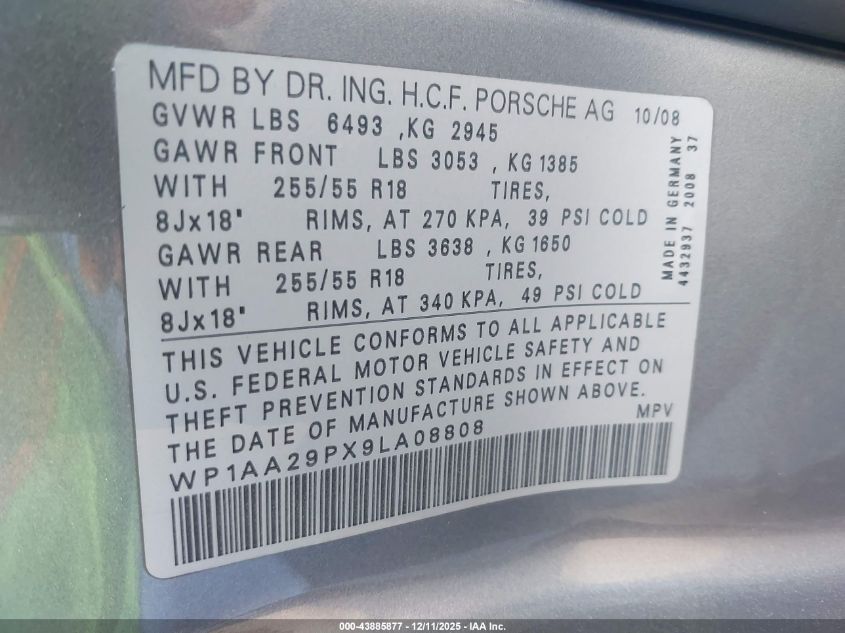 MFD BY DR. ING. H.C.F. PORSCHE AG 10/08
GVWR LBS 6493 ,KG 2945
GAWR FRONT LBS 3053 , KG 1385
WITH 255/55 R18 TIRES,
8Jx18" RIMS, AT 270 KPA, 39 PSI COLD
GAWR REAR LBS 3638 , KG 1650
WITH 255/55 R18 TIRES,
8Jx18" RIMS, AT 340 KPA, 49 PSI COLD
MADE IN GERMANY
4432937 2008 37
THIS VEHICLE CONFORMS TO ALL APPLICABLE
U.S. FEDERAL MOTOR VEHICLE SAFETY AND
THEFT PREVENTION STANDARDS IN EFFECT ON
THE DATE OF MANUFACTURE SHOWN ABOVE.
WP1AA29PX9LA08808 MPV
000-43885877 - 12/11/2025 - IAA Inc.